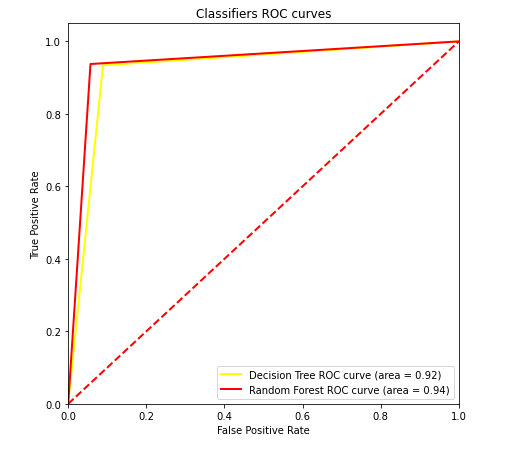 Classifiers ROC curves
True Positive Rate
1.0
0.8
0.6
0.4
0.2
0.0
Decision Tree ROC curve (area = 0.92)
Random Forest ROC curve (area = 0.94)
0.0 0.2 0.4 0.6 0.8 1.0
False Positive Rate